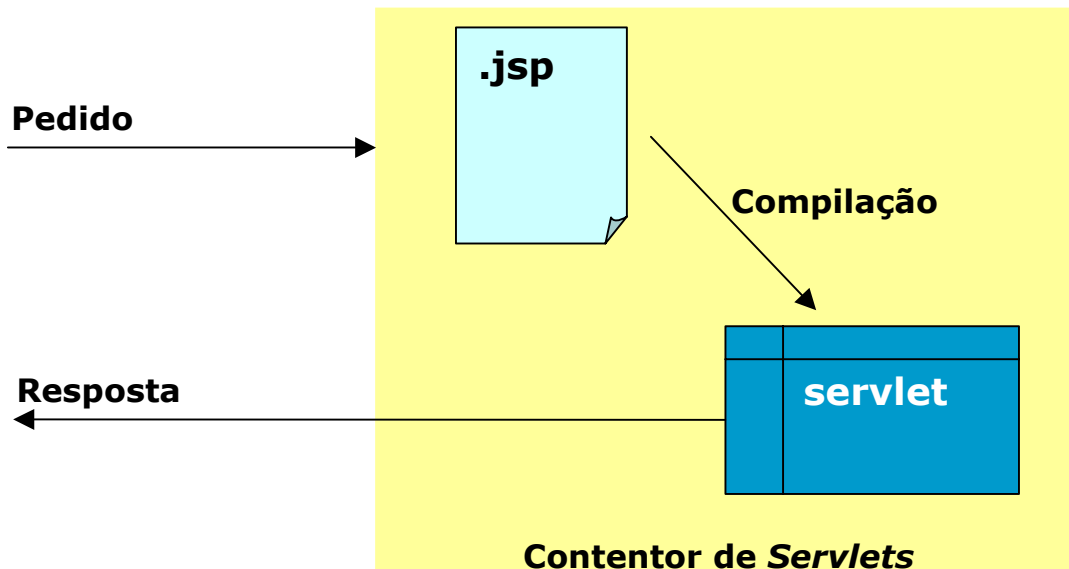 .jsp
Pedido
Compilação
Resposta
servlet
Contentor de Servlets